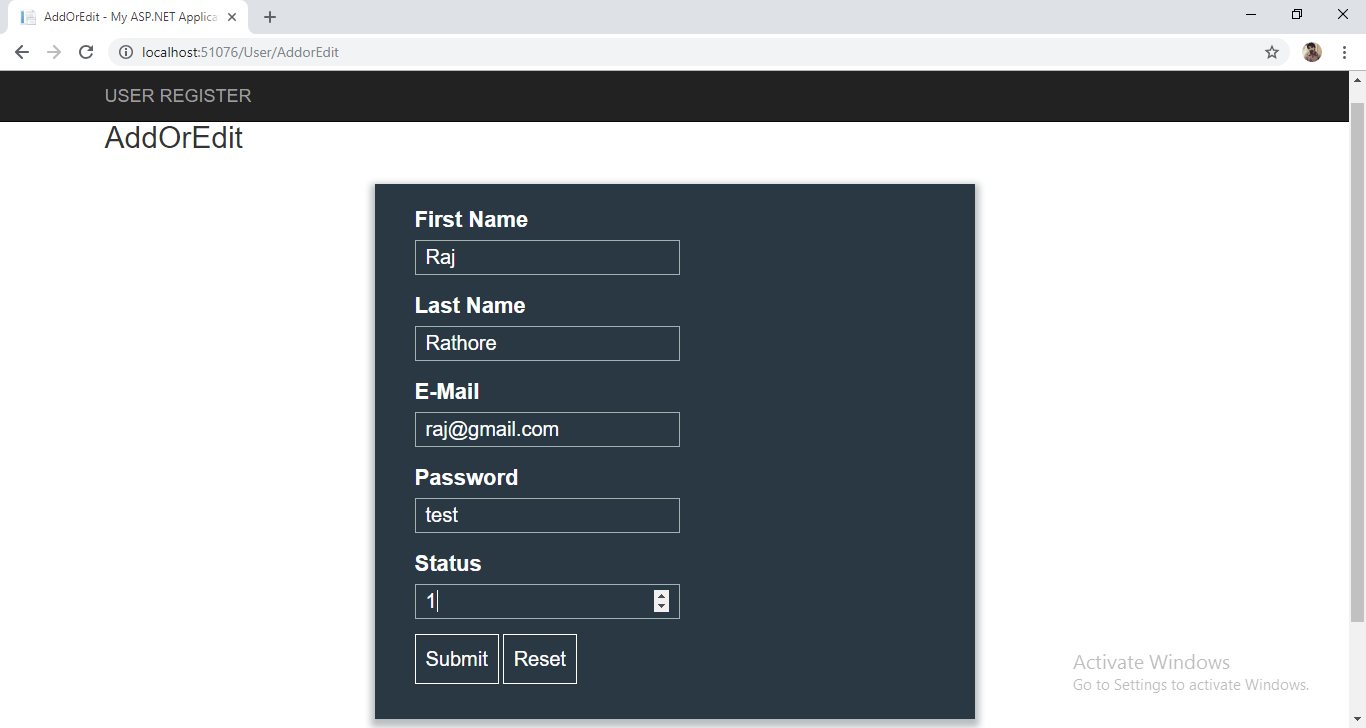 AddOrEdit - My ASP.NET Applica
localhost:51076/User/AddorEdit
USER REGISTER
AddOrEdit
First Name
Raj
Last Name
Rathore
E-Mail
raj@gmail.com
Password
test
Status
1
Submit Reset
Activate Windows
Go to Settings to activate Windows.